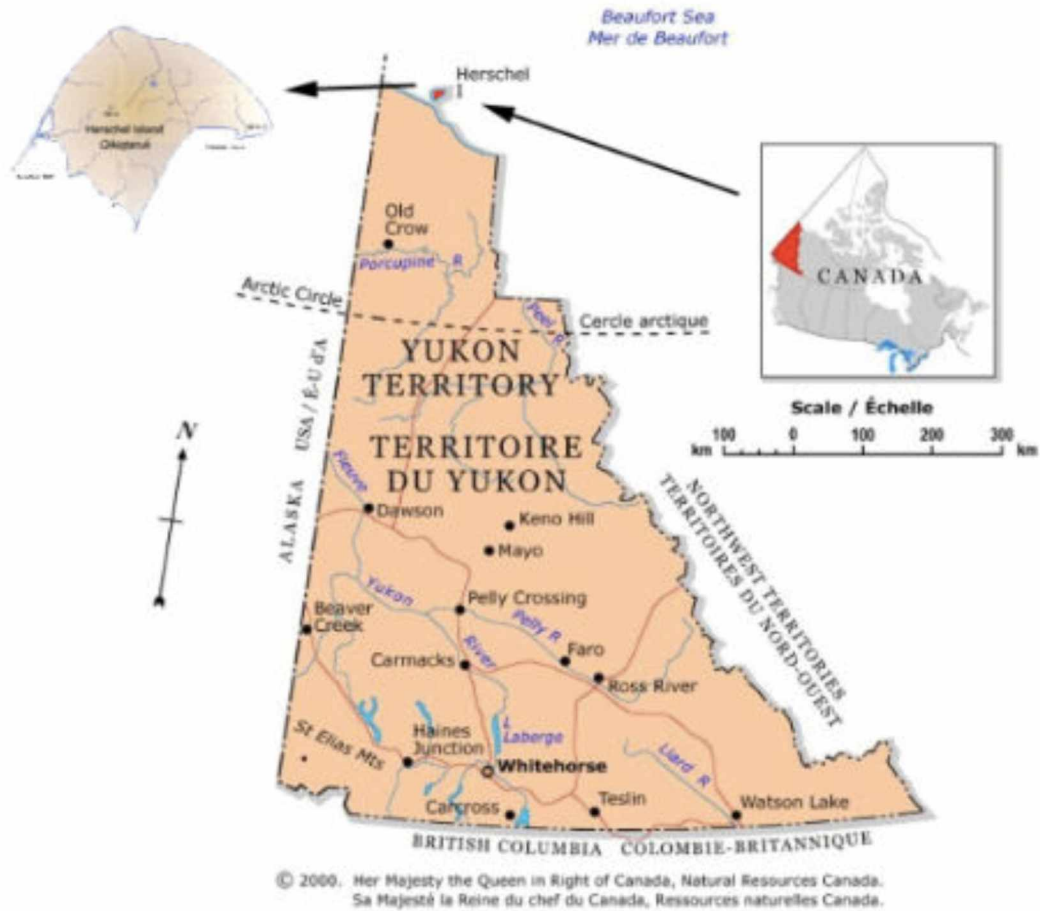 Beaufort Sea
Mer de Beaufort
Herschel
I
Herschel Island
Old
Crow
Porcupine R
Arctic Circle
Peel R
Cercle arctique
CANADA
YUKON
TERRITORY
TERRITOIRE
DU YUKON
ALASKA USA / É-U d'A
Scale / Échelle
100 0 100 200 300
km km
N
NORTHWEST TERRITORIES
TERRITOIRES DU NORD-OUEST
Fleuve
Dawson
Keno Hill
Mayo
Yukon
River
Pelly Crossing
Pelly R
Beaver
Creek
Carmacks
Faro
Ross River
L
Laberge
Liard R
St Elias Mts
Haines
Junction
Whitehorse
Carcross
Teslin
Watson Lake
BRITISH COLUMBIA COLOMBIE-BRITANNIQUE
© 2000. Her Majesty the Queen in Right of Canada, Natural Resources Canada.
Sa Majesté la Reine du chef du Canada, Ressources naturelles Canada.